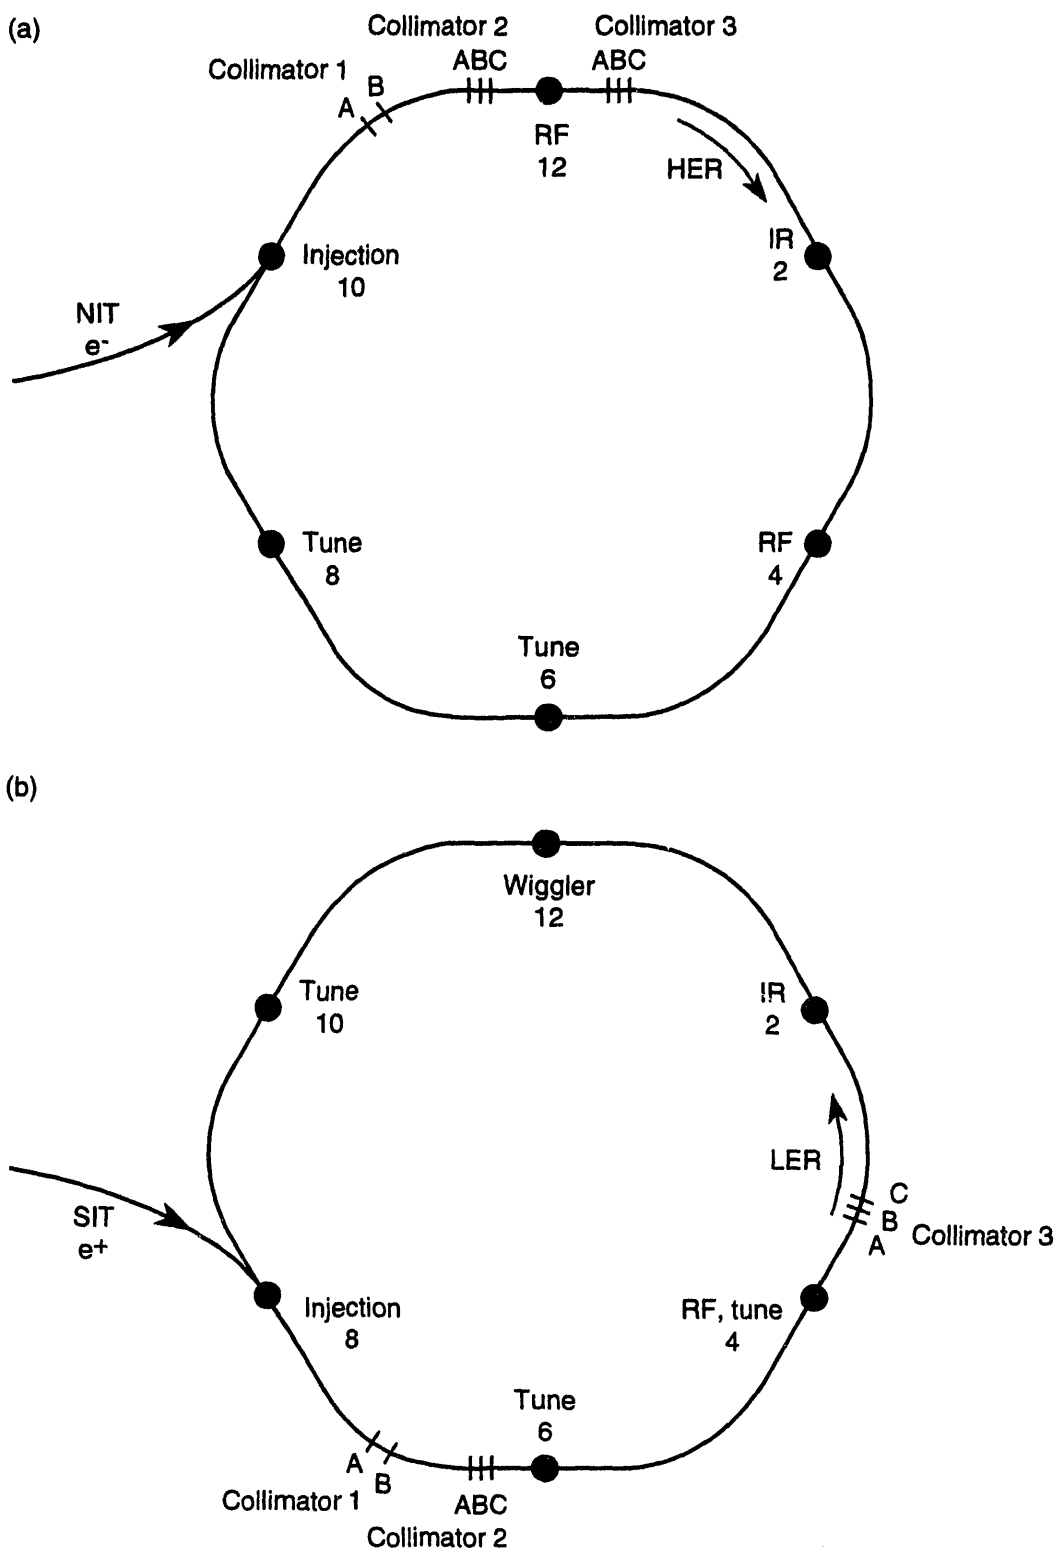 (a)
Collimator 2
ABC
Collimator 3
ABC
Collimator 1
A
B
RF
12
HER
IR
2
Injection
10
NIT
e-
Tune
8
RF
4
Tune
6
(b)
Wiggler
12
Tune
10
IR
2
LER
C
B
A
Collimator 3
SIT
e+
Injection
8
RF, tune
4
Tune
6
A
B
Collimator 1
ABC
Collimator 2